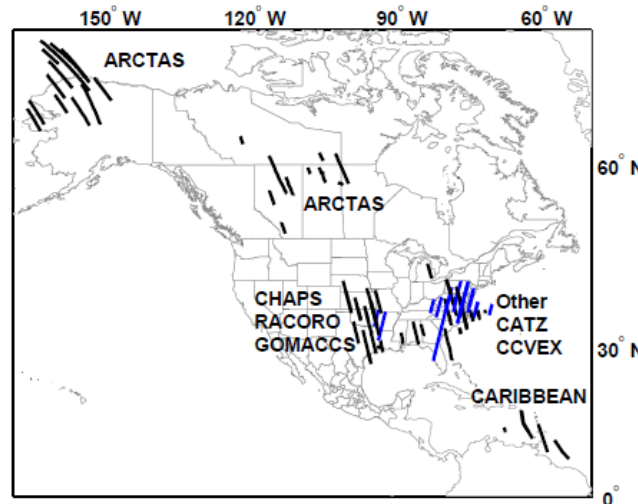 150° W 120° W 90° W 60° W
ARCTAS
60° N
ARCTAS
CHAPS
RACORO
GOMACCS
Other
CATZ
CCVEX
30° N
CARIBBEAN
0°